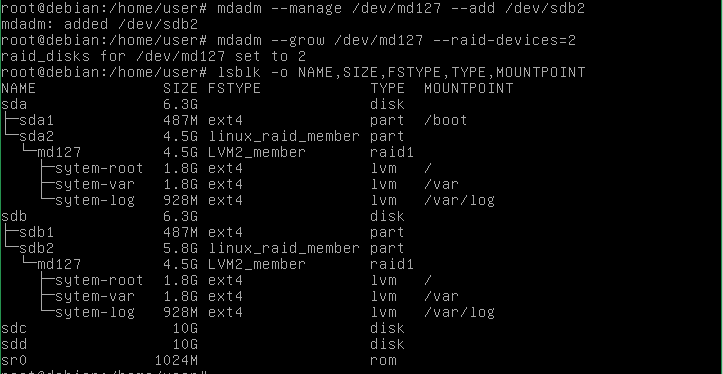 root@debian:/home/user# mdadm --manage /dev/md127 --add /dev/sdb2
mdadm: added /dev/sdb2
root@debian:/home/user# mdadm --grow /dev/md127 --raid-devices=2
raid_disks for /dev/md127 set to 2
root@debian:/home/user# lsblk -o NAME,SIZE,FSTYPE,TYPE,MOUNTPOINT
NAME                SIZE FSTYPE            TYPE  MOUNTPOINT
sda                 6.3G                   disk
├─sda1              487M ext4              part  /boot
└─sda2              4.5G linux_raid_member part
  └─md127           4.5G LVM2_member       raid1
    ├─sytem-root    1.8G ext4              lvm   /
    ├─sytem-var     1.8G ext4              lvm   /var
    └─sytem-log     928M ext4              lvm   /var/log
sdb                 6.3G                   disk
├─sdb1              487M ext4              part
└─sdb2              5.8G linux_raid_member part
  └─md127           4.5G LVM2_member       raid1
    ├─sytem-root    1.8G ext4              lvm   /
    ├─sytem-var     1.8G ext4              lvm   /var
    └─sytem-log     928M ext4              lvm   /var/log
sdc                  10G                   disk
sdd                  10G                   disk
sr0                1024M                   rom
root@debian:/home/user#